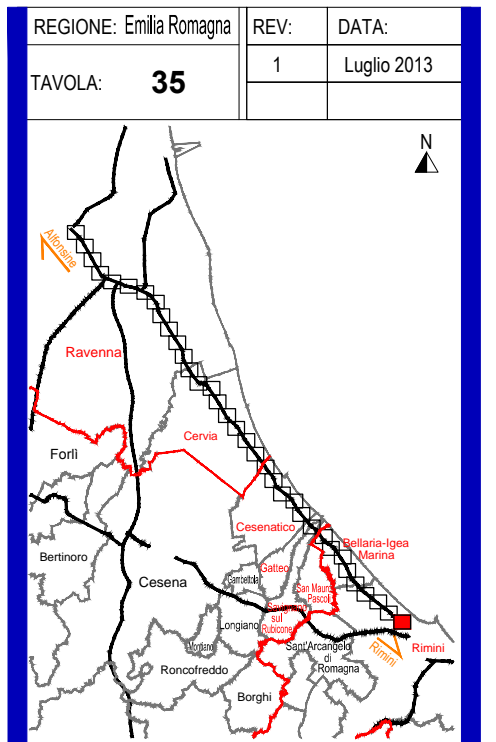 REGIONE: Emilia Romagna
REV:
DATA:
TAVOLA: 35
1
Luglio 2013
N
Alfonsine
Ravenna
Cervia
Forlì
Cesenatico
Bellaria-Igea
Marina
Bertinoro
Cesena
Gatteo
Gambettola
San Mauro
Pascoli
Savignano
sul
Rubicone
Longiano
Montiano
Sant'Arcangelo
di
Romagna
Rimini
Rimini
Roncofreddo
Borghi